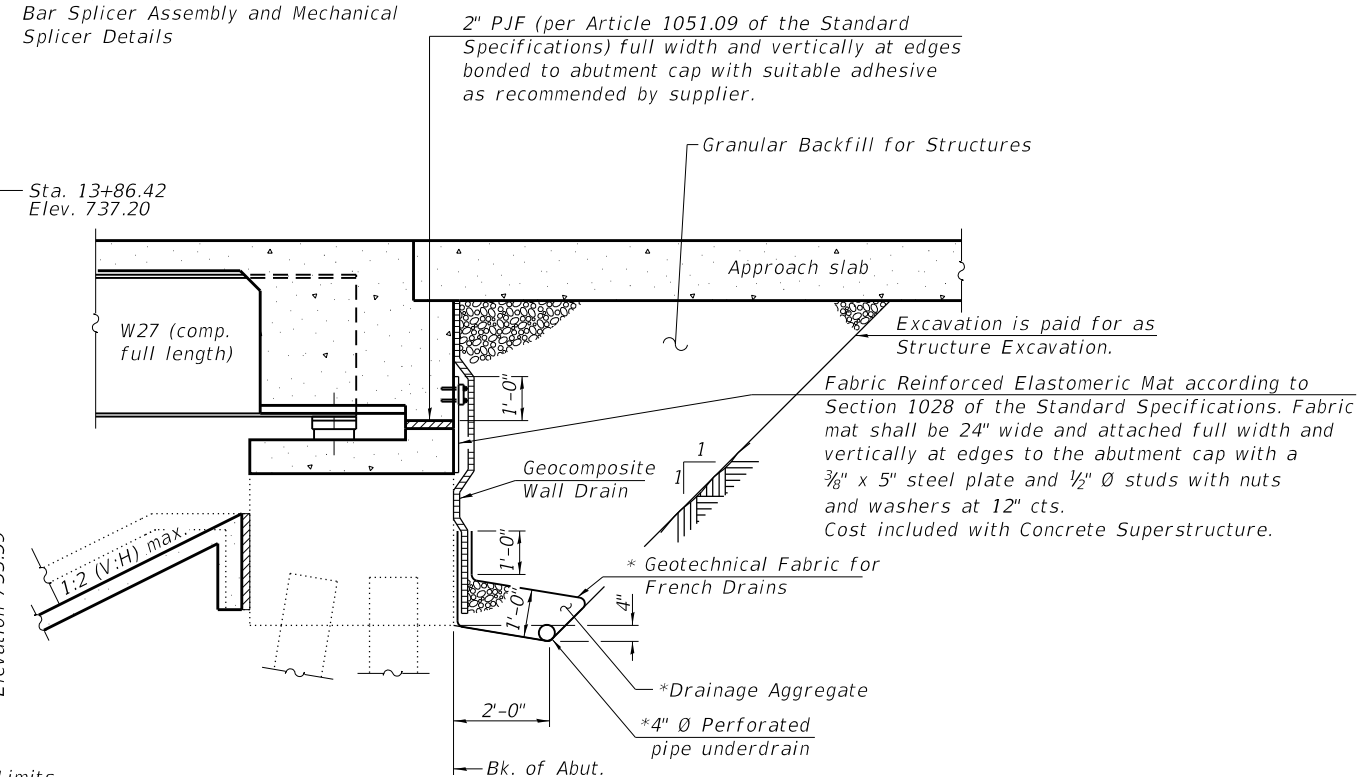 Bar Splicer Assembly and Mechanical
Splicer Details
2" PJF (per Article 1051.09 of the Standard
Specifications) full width and vertically at edges
bonded to abutment cap with suitable adhesive
as recommended by supplier.
Granular Backfill for Structures
Sta. 13+86.42
Elev. 737.20
Approach slab
W27 (comp.
full length)
Excavation is paid for as
Structure Excavation.
1'-0"
Fabric Reinforced Elastomeric Mat according to
Section 1028 of the Standard Specifications. Fabric
mat shall be 24" wide and attached full width and
vertically at edges to the abutment cap with a
3/8" x 5" steel plate and 1/2" Ø studs with nuts
and washers at 12" cts.
Cost included with Concrete Superstructure.
1
1
Geocomposite
Wall Drain
1:2 (V:H) max.
1'-0"
* Geotechnical Fabric for
French Drains
1'-0"
4"
*Drainage Aggregate
2'-0"
*4" Ø Perforated
pipe underdrain
Bk. of Abut.
Limits
Elevation